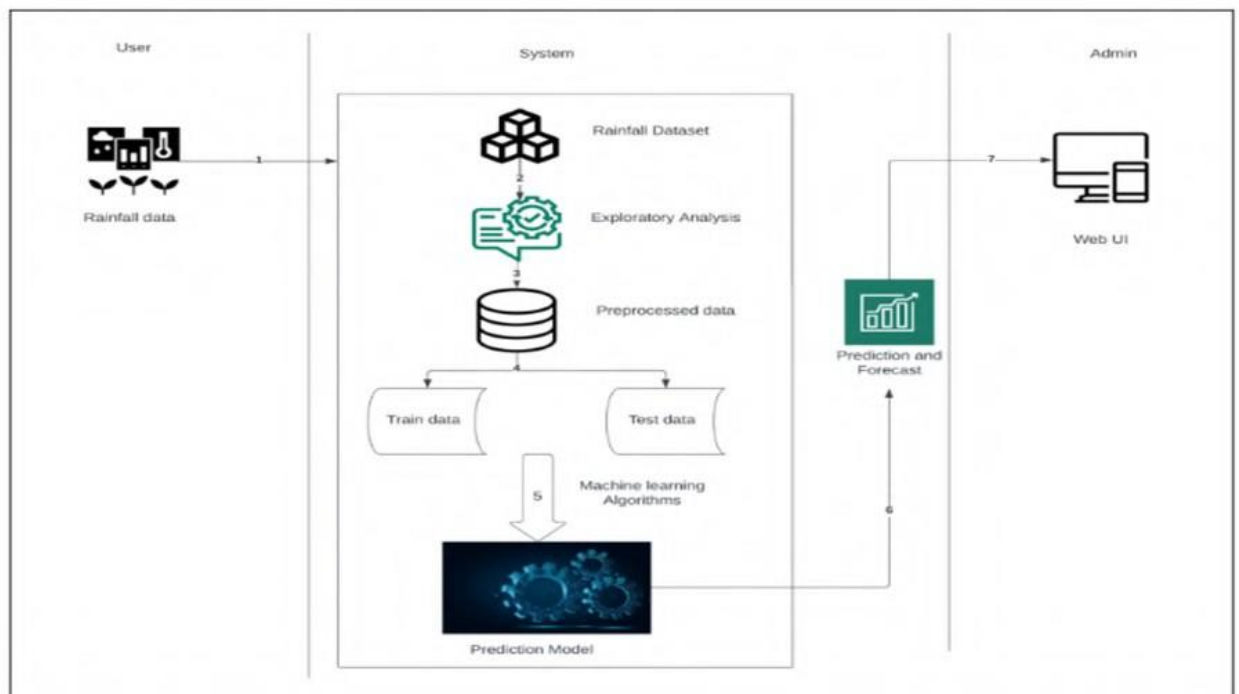 User
System
Admin
Rainfall Dataset
1
7
2
Rainfall data
Exploratory Analysis
Web UI
3
Preprocessed data
Prediction and
Forecast
4
Train data
Test data
Machine learning
Algorithms
5
6
Prediction Model